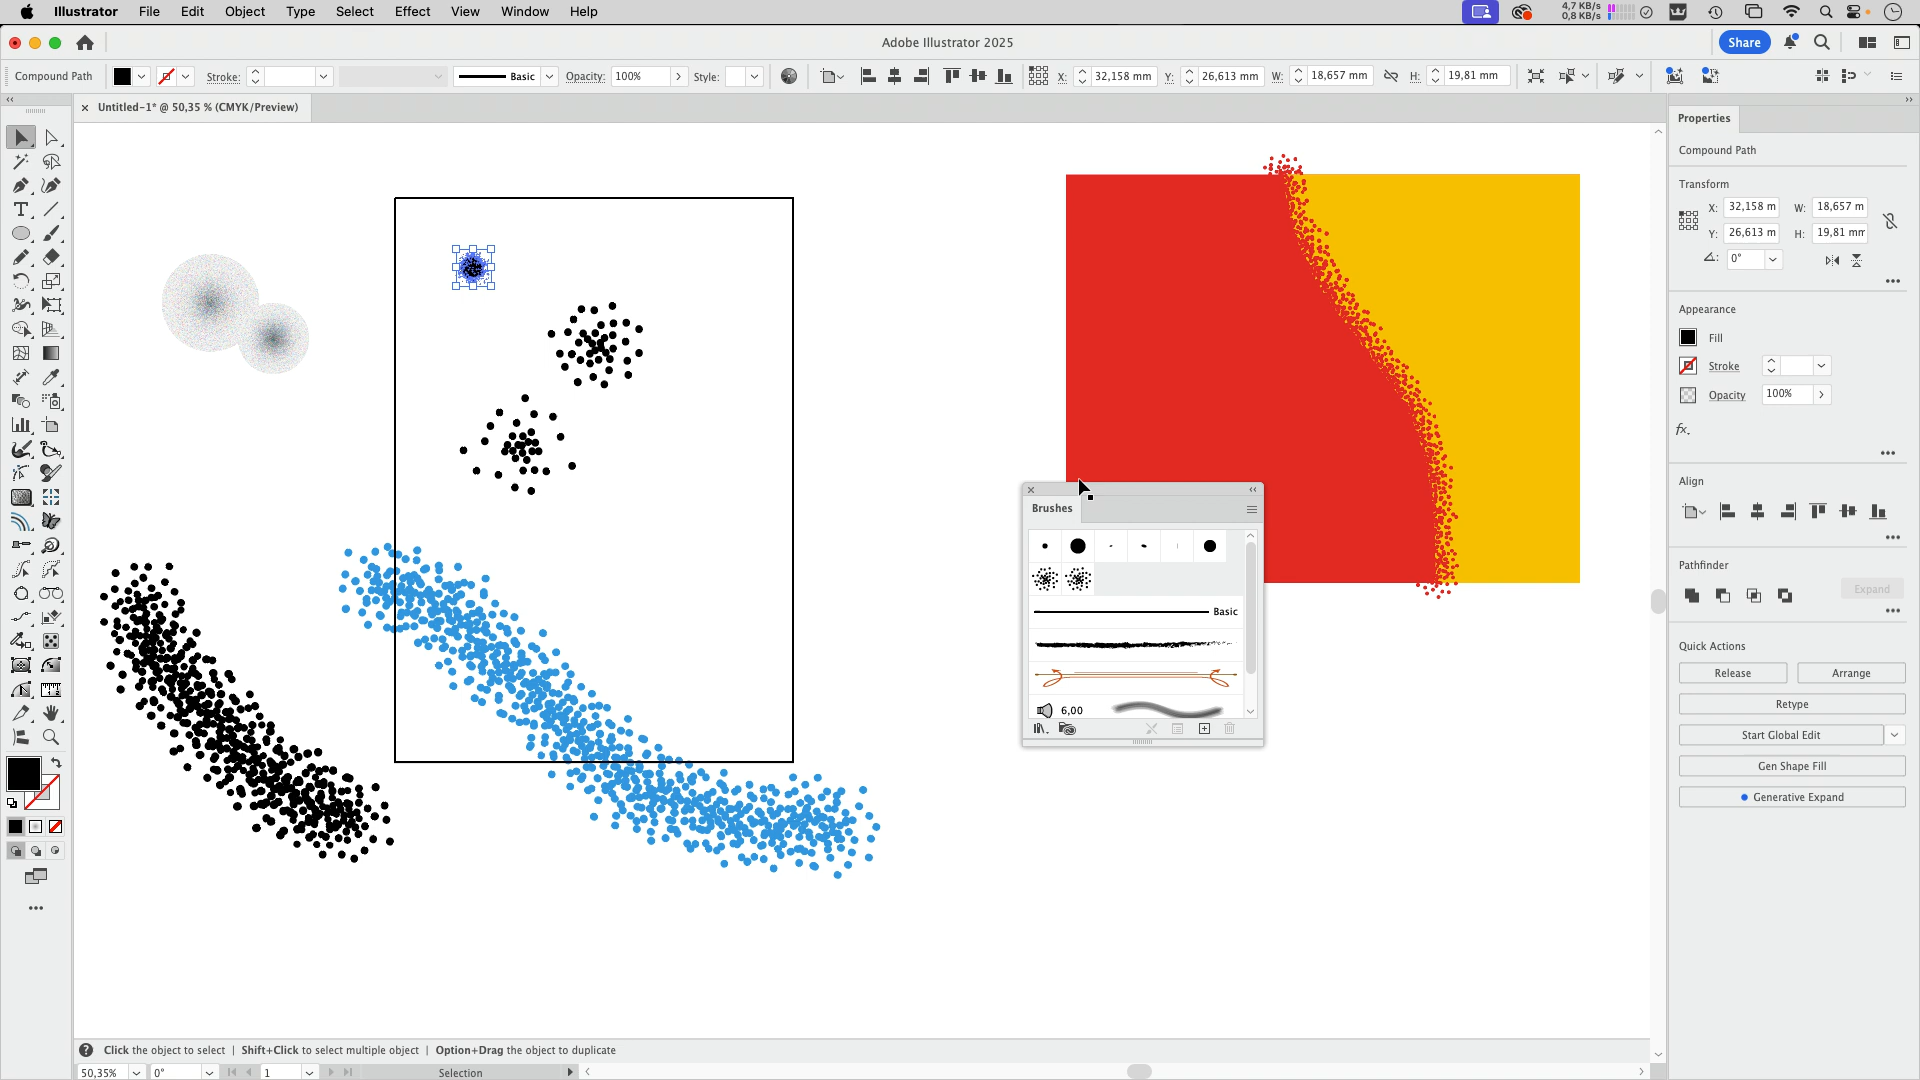 Illustrator File Edit Object Type Select Effect View Window Help
4,7 KB/s
0,8 KB/s
Adobe Illustrator 2025
Share
Compound Path
Stroke:
Basic
Opacity: 100%
Style:
X: 32,158 mm
Y: 26,613 mm
W: 18,657 mm
H: 19,81 mm
Untitled-1* @ 50,35 % (CMYK/Preview)
Properties
Compound Path
Transform
X: 32,158 m W: 18,657 m
Y: 26,613 m H: 19,81 mm
0°
Appearance
Fill
Stroke
Opacity 100%
fx.
Align
Pathfinder
Expand
Quick Actions
Release Arrange
Retype
Start Global Edit
Gen Shape Fill
Generative Expand
Brushes
Basic
6,00
Click the object to select | Shift+Click to select multiple object | Option+Drag the object to duplicate
50,35% 0° 1 Selection